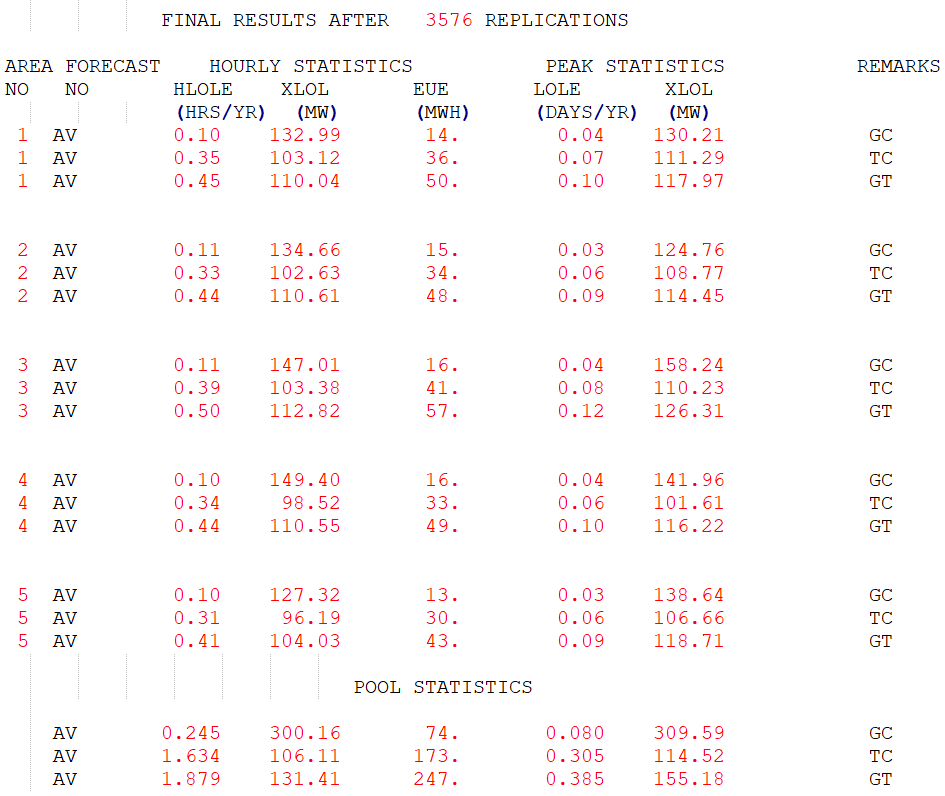 FINAL RESULTS AFTER 3576 REPLICATIONS
AREA FORECAST HOURLY STATISTICS PEAK STATISTICS REMARKS
NO NO HLOLE XLOL EUE LOLE XLOL
(HRS/YR) (MW) (MWH) (DAYS/YR) (MW)
1 AV 0.10 132.99 14. 0.04 130.21 GC
1 AV 0.35 103.12 36. 0.07 111.29 TC
1 AV 0.45 110.04 50. 0.10 117.97 GT
2 AV 0.11 134.66 15. 0.03 124.76 GC
2 AV 0.33 102.63 34. 0.06 108.77 TC
2 AV 0.44 110.61 48. 0.09 114.45 GT
3 AV 0.11 147.01 16. 0.04 158.24 GC
3 AV 0.39 103.38 41. 0.08 110.23 TC
3 AV 0.50 112.82 57. 0.12 126.31 GT
4 AV 0.10 149.40 16. 0.04 141.96 GC
4 AV 0.34 98.52 33. 0.06 101.61 TC
4 AV 0.44 110.55 49. 0.10 116.22 GT
5 AV 0.10 127.32 13. 0.03 138.64 GC
5 AV 0.31 96.19 30. 0.06 106.66 TC
5 AV 0.41 104.03 43. 0.09 118.71 GT
POOL STATISTICS
AV 0.245 300.16 74. 0.080 309.59 GC
AV 1.634 106.11 173. 0.305 114.52 TC
AV 1.879 131.41 247. 0.385 155.18 GT